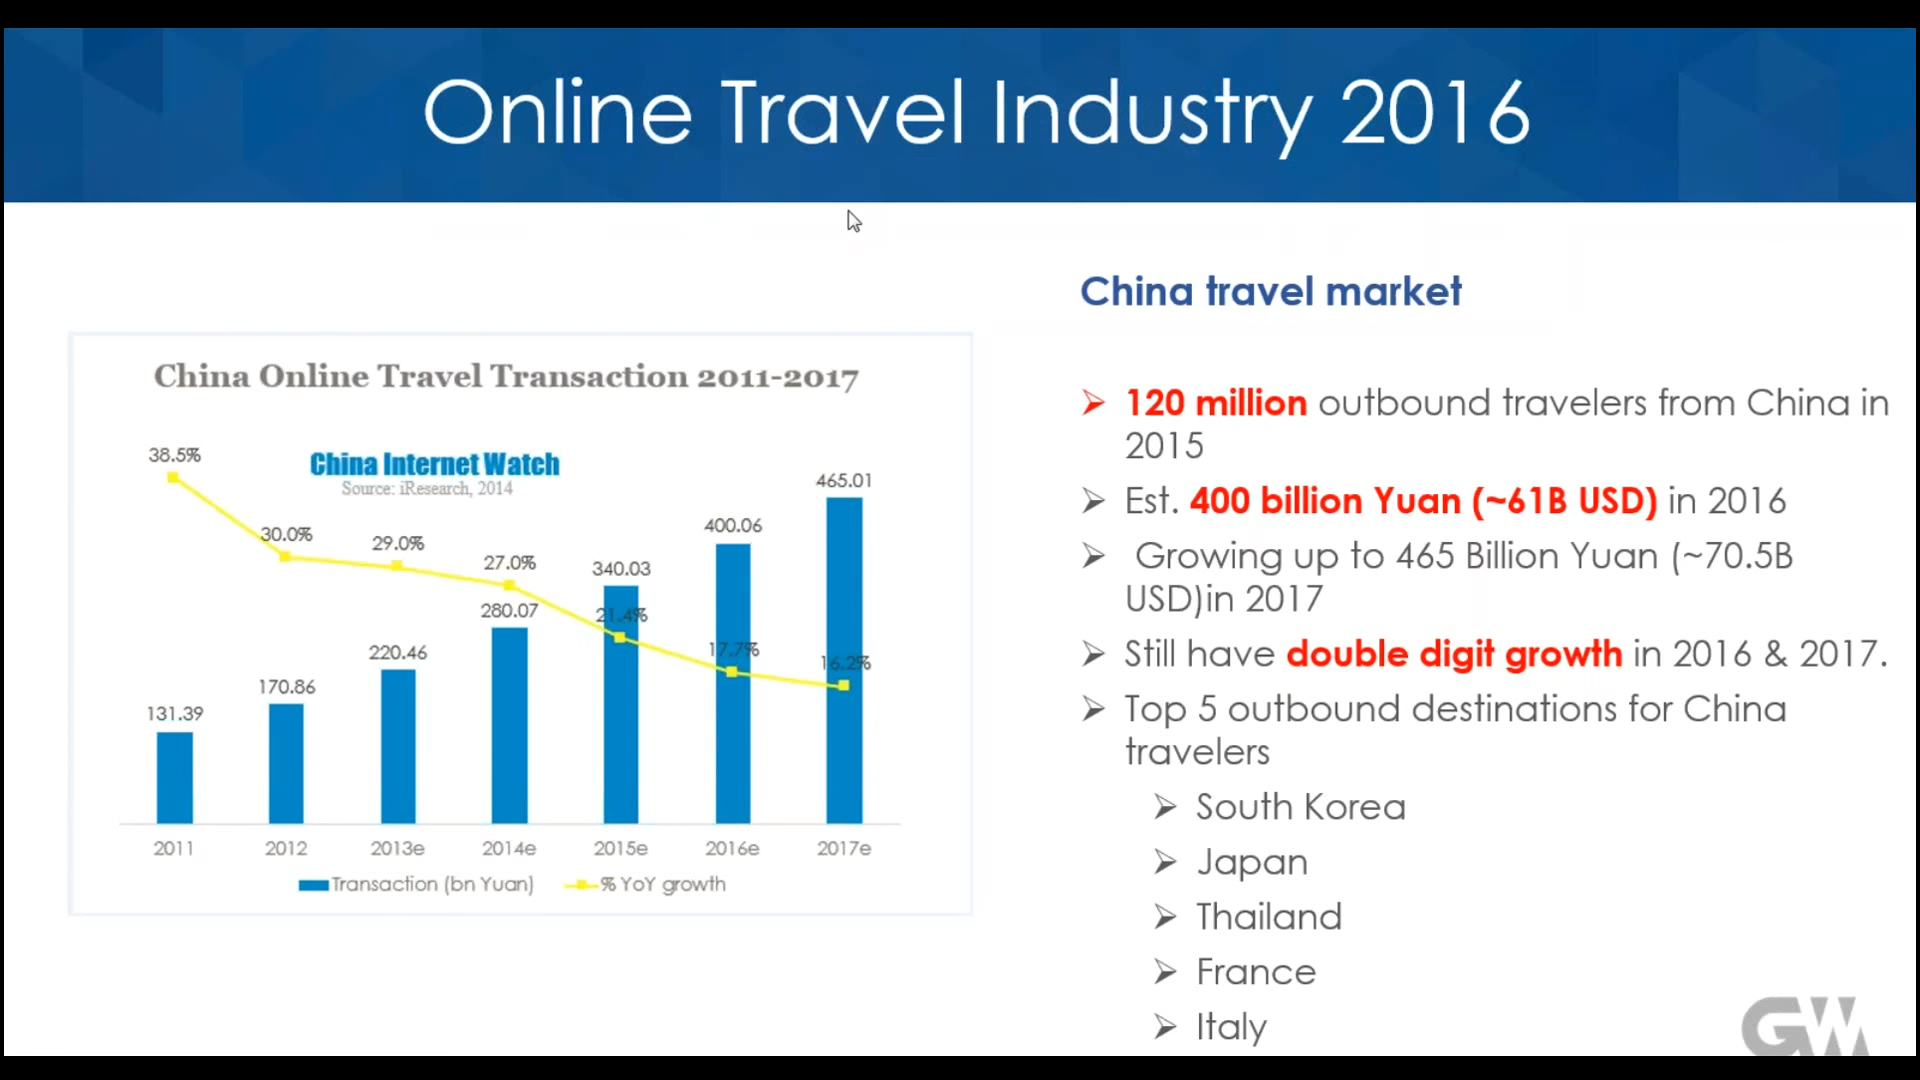 Online Travel Industry 2016
China travel market
China Online Travel Transaction 2011-2017
China Internet Watch
Source: iResearch, 2014
38.5%
30.0%
29.0%
27.0%
21.4%
17.7%
16.2%
131.39
170.86
220.46
280.07
340.03
400.06
465.01
2011 2012 2013e 2014e 2015e 2016e 2017e
Transaction (bn Yuan) % YoY growth
120 million outbound travelers from China in
2015
Est. 400 billion Yuan (~61B USD) in 2016
Growing up to 465 Billion Yuan (~70.5B
USD)in 2017
Still have double digit growth in 2016 & 2017.
Top 5 outbound destinations for China
travelers
South Korea
Japan
Thailand
France
Italy
GW